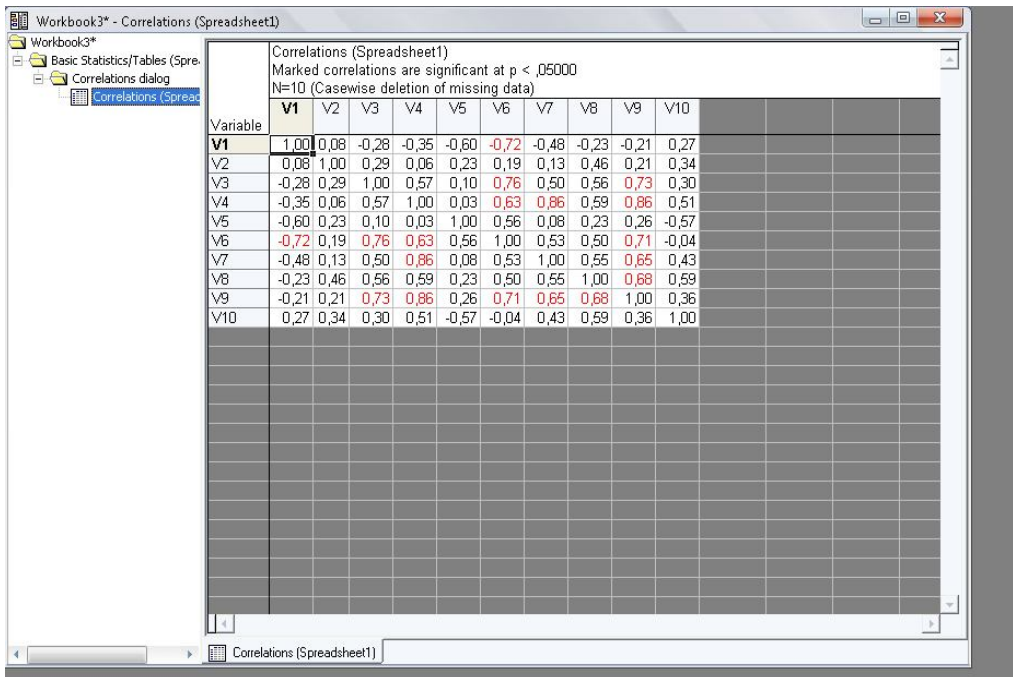 Workbook3* - Correlations (Spreadsheet1)
Workbook3*
Basic Statistics/Tables (Spre
Correlations dialog
Correlations (Spread
Correlations (Spreadsheet1)
Marked correlations are significant at p < ,05000
N=10 (Casewise deletion of missing data)
Variable V1 V2 V3 V4 V5 V6 V7 V8 V9 V10
V1 1,00 0,08 -0,28 -0,35 -0,60 -0,72 -0,48 -0,23 -0,21 0,27
V2 0,08 1,00 0,29 0,06 0,23 0,19 0,13 0,46 0,21 0,34
V3 -0,28 0,29 1,00 0,57 0,10 0,76 0,50 0,56 0,73 0,30
V4 -0,35 0,06 0,57 1,00 0,03 0,63 0,86 0,59 0,86 0,51
V5 -0,60 0,23 0,10 0,03 1,00 0,56 0,08 0,23 0,26 -0,57
V6 -0,72 0,19 0,76 0,63 0,56 1,00 0,53 0,50 0,71 -0,04
V7 -0,48 0,13 0,50 0,86 0,08 0,53 1,00 0,55 0,65 0,43
V8 -0,23 0,46 0,56 0,59 0,23 0,50 0,55 1,00 0,68 0,59
V9 -0,21 0,21 0,73 0,86 0,26 0,71 0,65 0,68 1,00 0,36
V10 0,27 0,34 0,30 0,51 -0,57 -0,04 0,43 0,59 0,36 1,00
Correlations (Spreadsheet1)